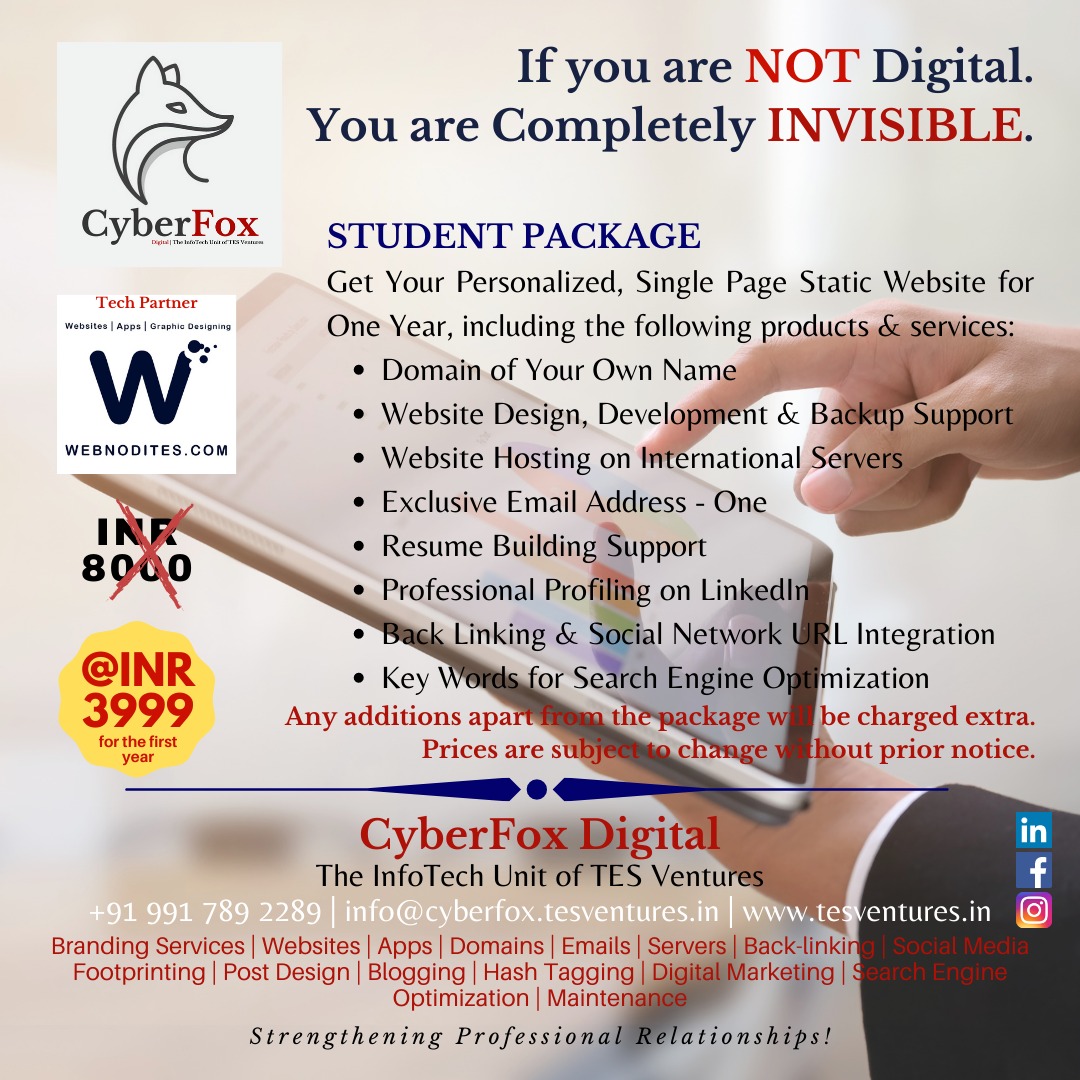 If you are NOT Digital.
You are Completely INVISIBLE.
CyberFox
Digital | The InfoTech Unit of TES Ventures
STUDENT PACKAGE
Get Your Personalized, Single Page Static Website for
One Year, including the following products & services:
• Domain of Your Own Name
• Website Design, Development & Backup Support
• Website Hosting on International Servers
• Exclusive Email Address - One
• Resume Building Support
• Professional Profiling on LinkedIn
• Back Linking & Social Network URL Integration
• Key Words for Search Engine Optimization
Any additions apart from the package will be charged extra.
Prices are subject to change without prior notice.
Tech Partner
Websites | Apps | Graphic Designing
W
WEBNODITES.COM
INR
8000
@INR
3999
for the first
year
CyberFox Digital
The InfoTech Unit of TES Ventures
+91 991 789 2289 | info@cyberfox.tesventures.in | www.tesventures.in
Branding Services | Websites | Apps | Domains | Emails | Servers | Back-linking | Social Media
Footprinting | Post Design | Blogging | Hash Tagging | Digital Marketing | Search Engine
Optimization | Maintenance
Strengthening Professional Relationships!
in
f